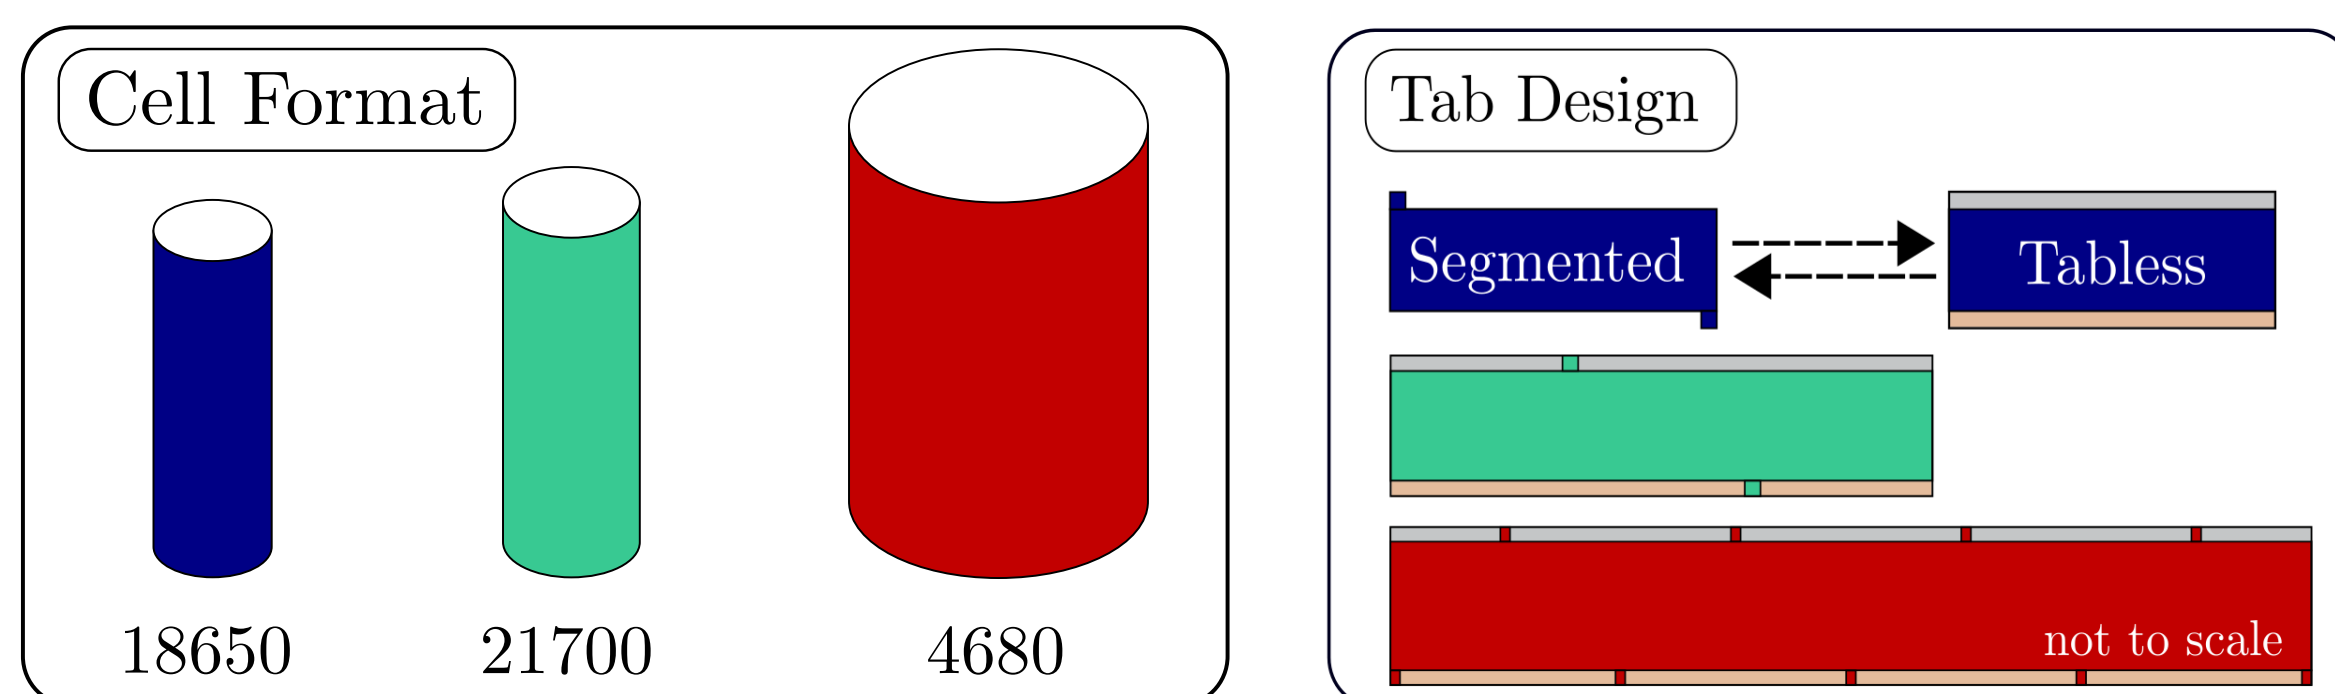 Cell Format
18650
21700
4680
Tab Design
Segmented
Tabless
not to scale